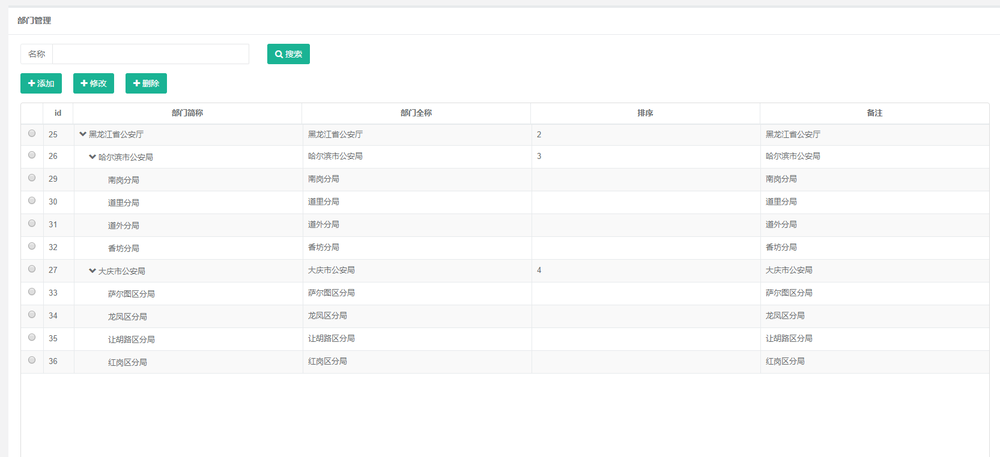 部门管理
名称 搜索
添加 修改 删除
id 部门简称 部门全称 排序 备注
25 黑龙江省公安厅 黑龙江省公安厅 2 黑龙江省公安厅
26 哈尔滨市公安局 哈尔滨市公安局 3 哈尔滨市公安局
29 南岗分局 南岗分局 南岗分局
30 道里分局 道里分局 道里分局
31 道外分局 道外分局 道外分局
32 香坊分局 香坊分局 香坊分局
27 大庆市公安局 大庆市公安局 4 大庆市公安局
33 萨尔图区分局 萨尔图区分局 萨尔图区分局
34 龙凤区分局 龙凤区分局 龙凤区分局
35 让胡路区分局 让胡路区分局 让胡路区分局
36 红岗区分局 红岗区分局 红岗区分局